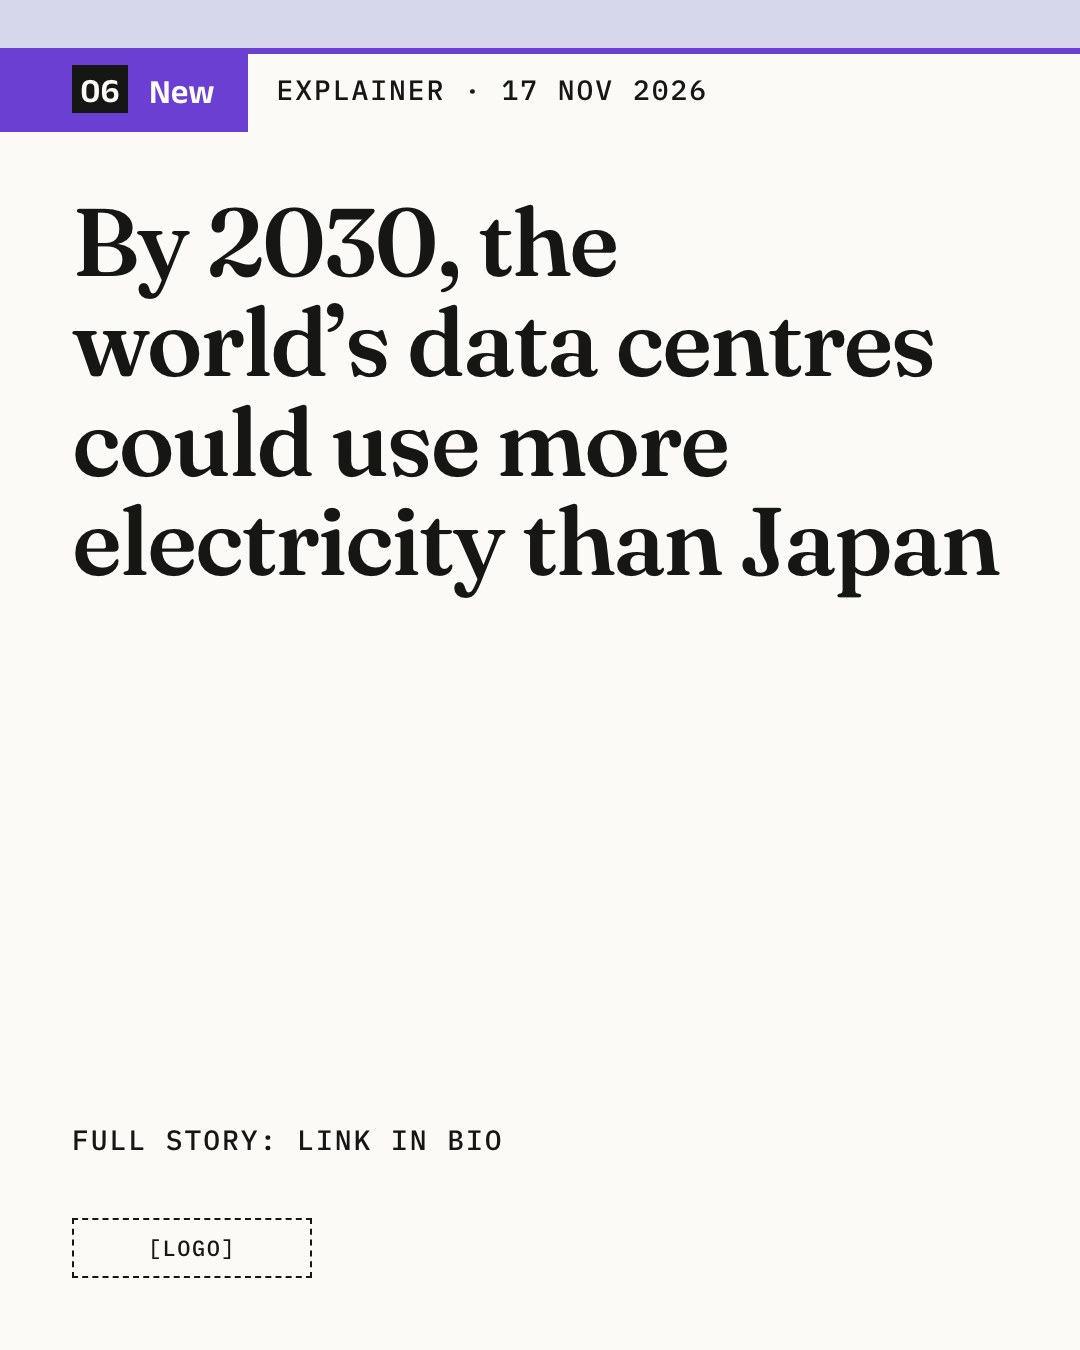 06 New EXPLAINER · 17 NOV 2026
By 2030, the
world’s data centres
could use more
electricity than Japan
FULL STORY: LINK IN BIO
[LOGO]